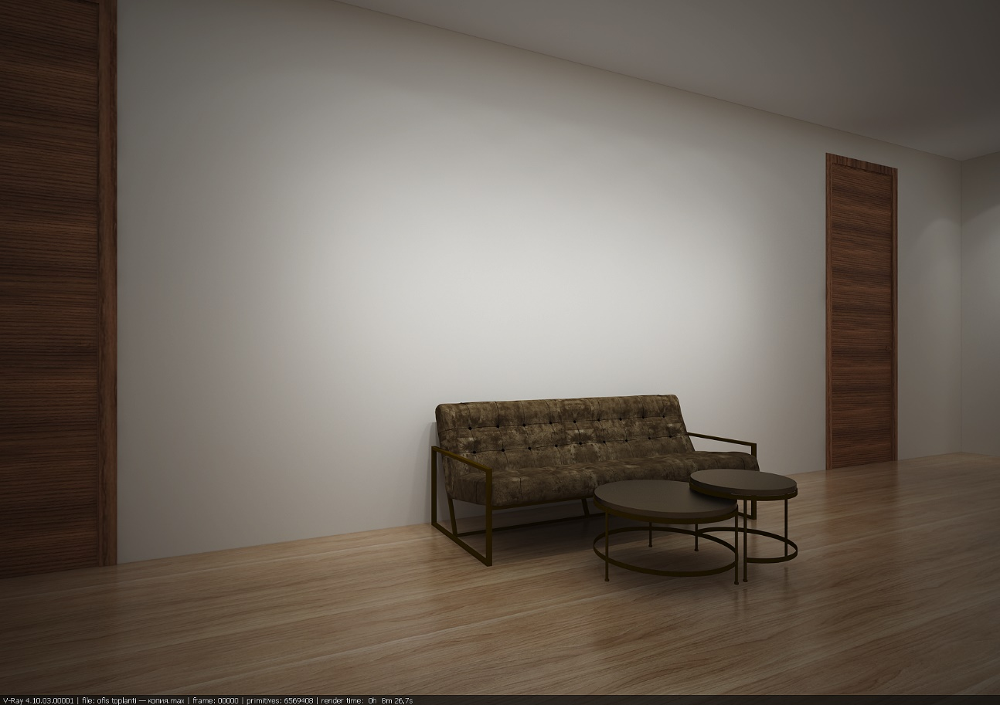 V-Ray 4.10.03.00001 | file: ofis toplanti — копия.max | frame: 00000 | primitives: 6569408 | render time: 0h 8m 26,7s